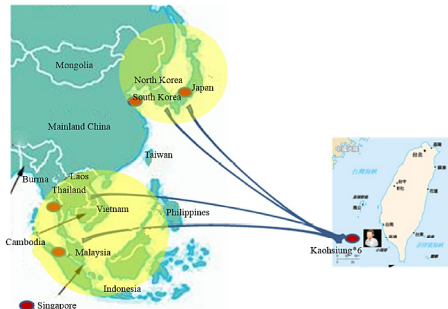 Mongolia
North Korea
Japan
South Korea
Mainland China
Taiwan
Burma
Laos
Thailand
Vietnam
Philippines
Cambodia
Malaysia
Kaohsiung*6
Indonesia
Singapore